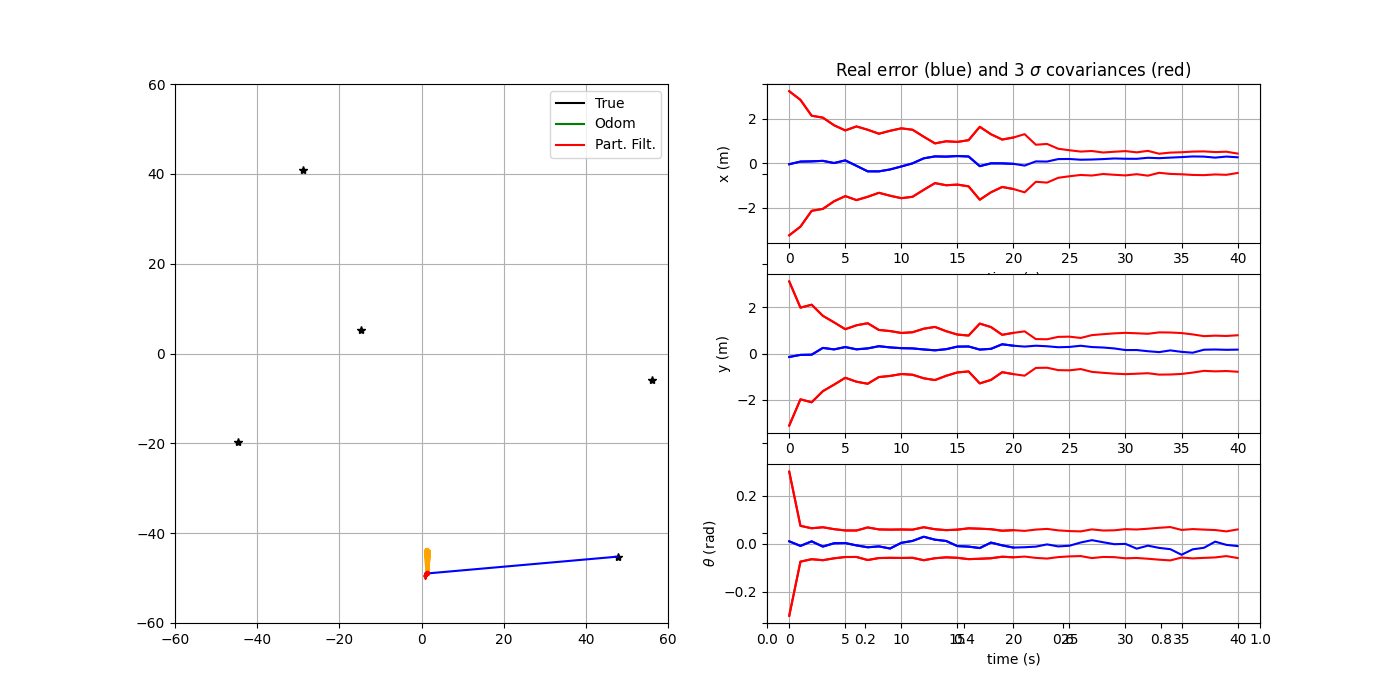 60
40
20
0
−20
−40
−60
−60 −40 −20 0 20 40 60
True
Odom
Part. Filt.
Real error (blue) and 3 σ covariances (red)
x (m)
2
0
−2
0 5 10 15 20 25 30 35 40
y (m)
2
0
−2
0 5 10 15 20 25 30 35 40
θ (rad)
0.2
0.0
−0.2
0 5 10 15 20 25 30 35 40
0.0 0.2 0.4 0.6 0.8 1.0
time (s)